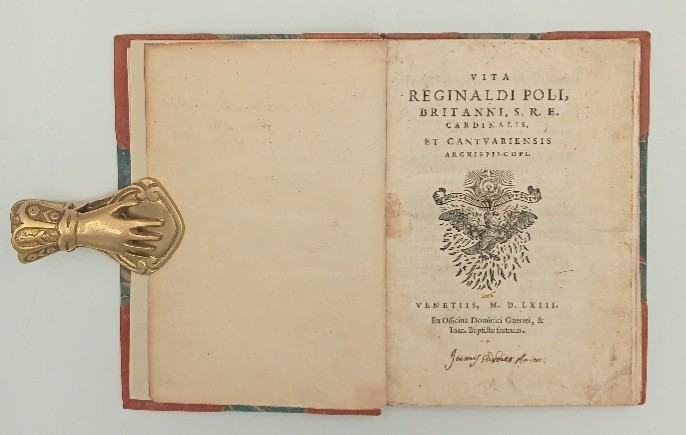 VITA
REGINALDI POLI,
BRITANNI, S. R. E.
CARDINALIS,
ET CANTVARIENSIS
ARCHIEPISCOPI.
VENETIIS, M. D. LXIII.
Ex Officina Dominici Guerrei, &
Ioan. Baptistæ fratrum.